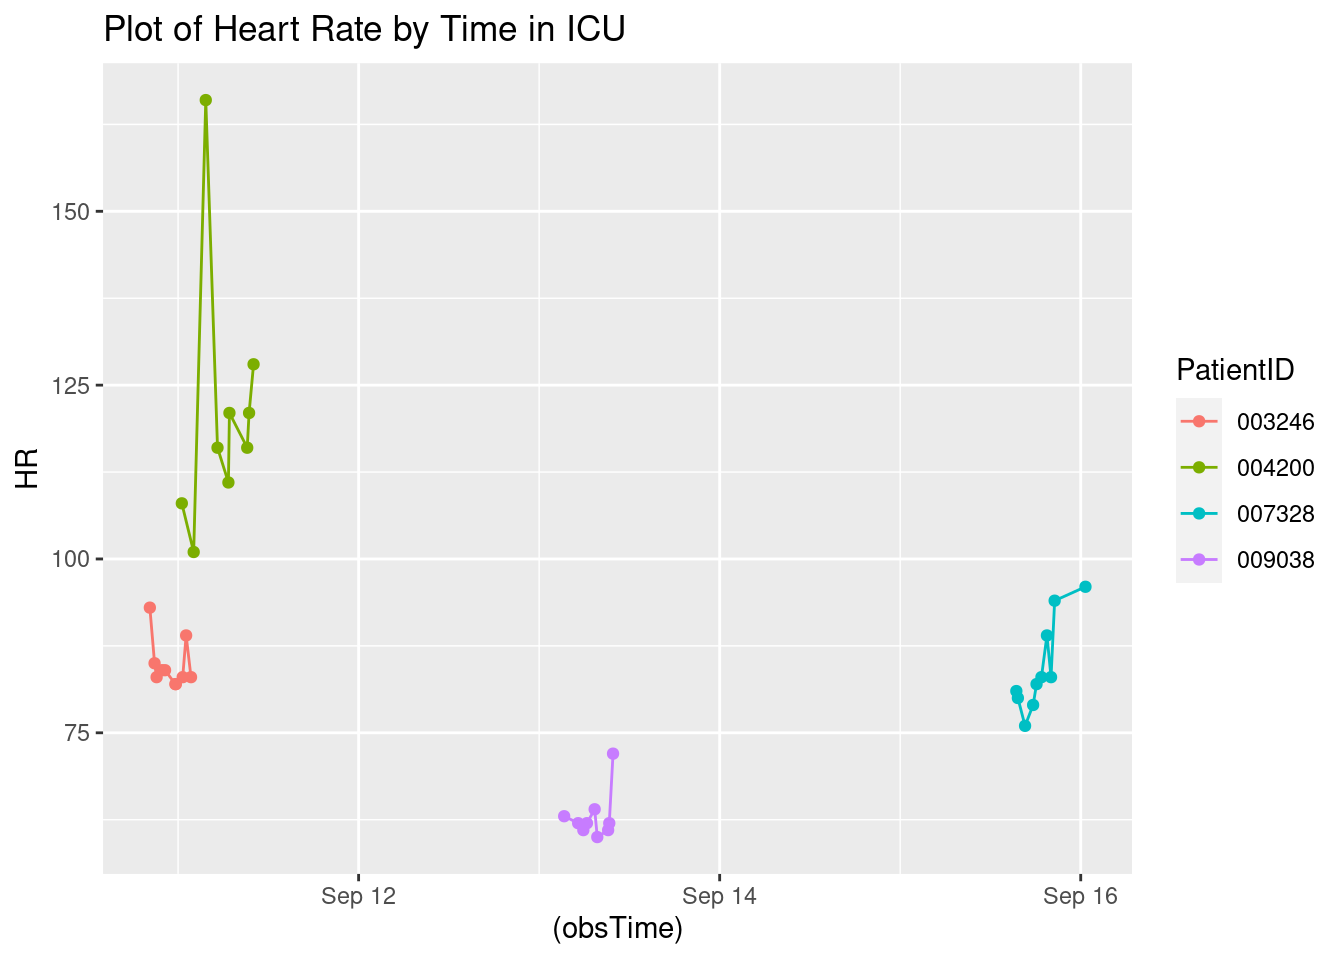 Plot of Heart Rate by Time in ICU
HR
150
125
100
75
Sep 12
Sep 14
Sep 16
(obsTime)
PatientID
003246
004200
007328
009038